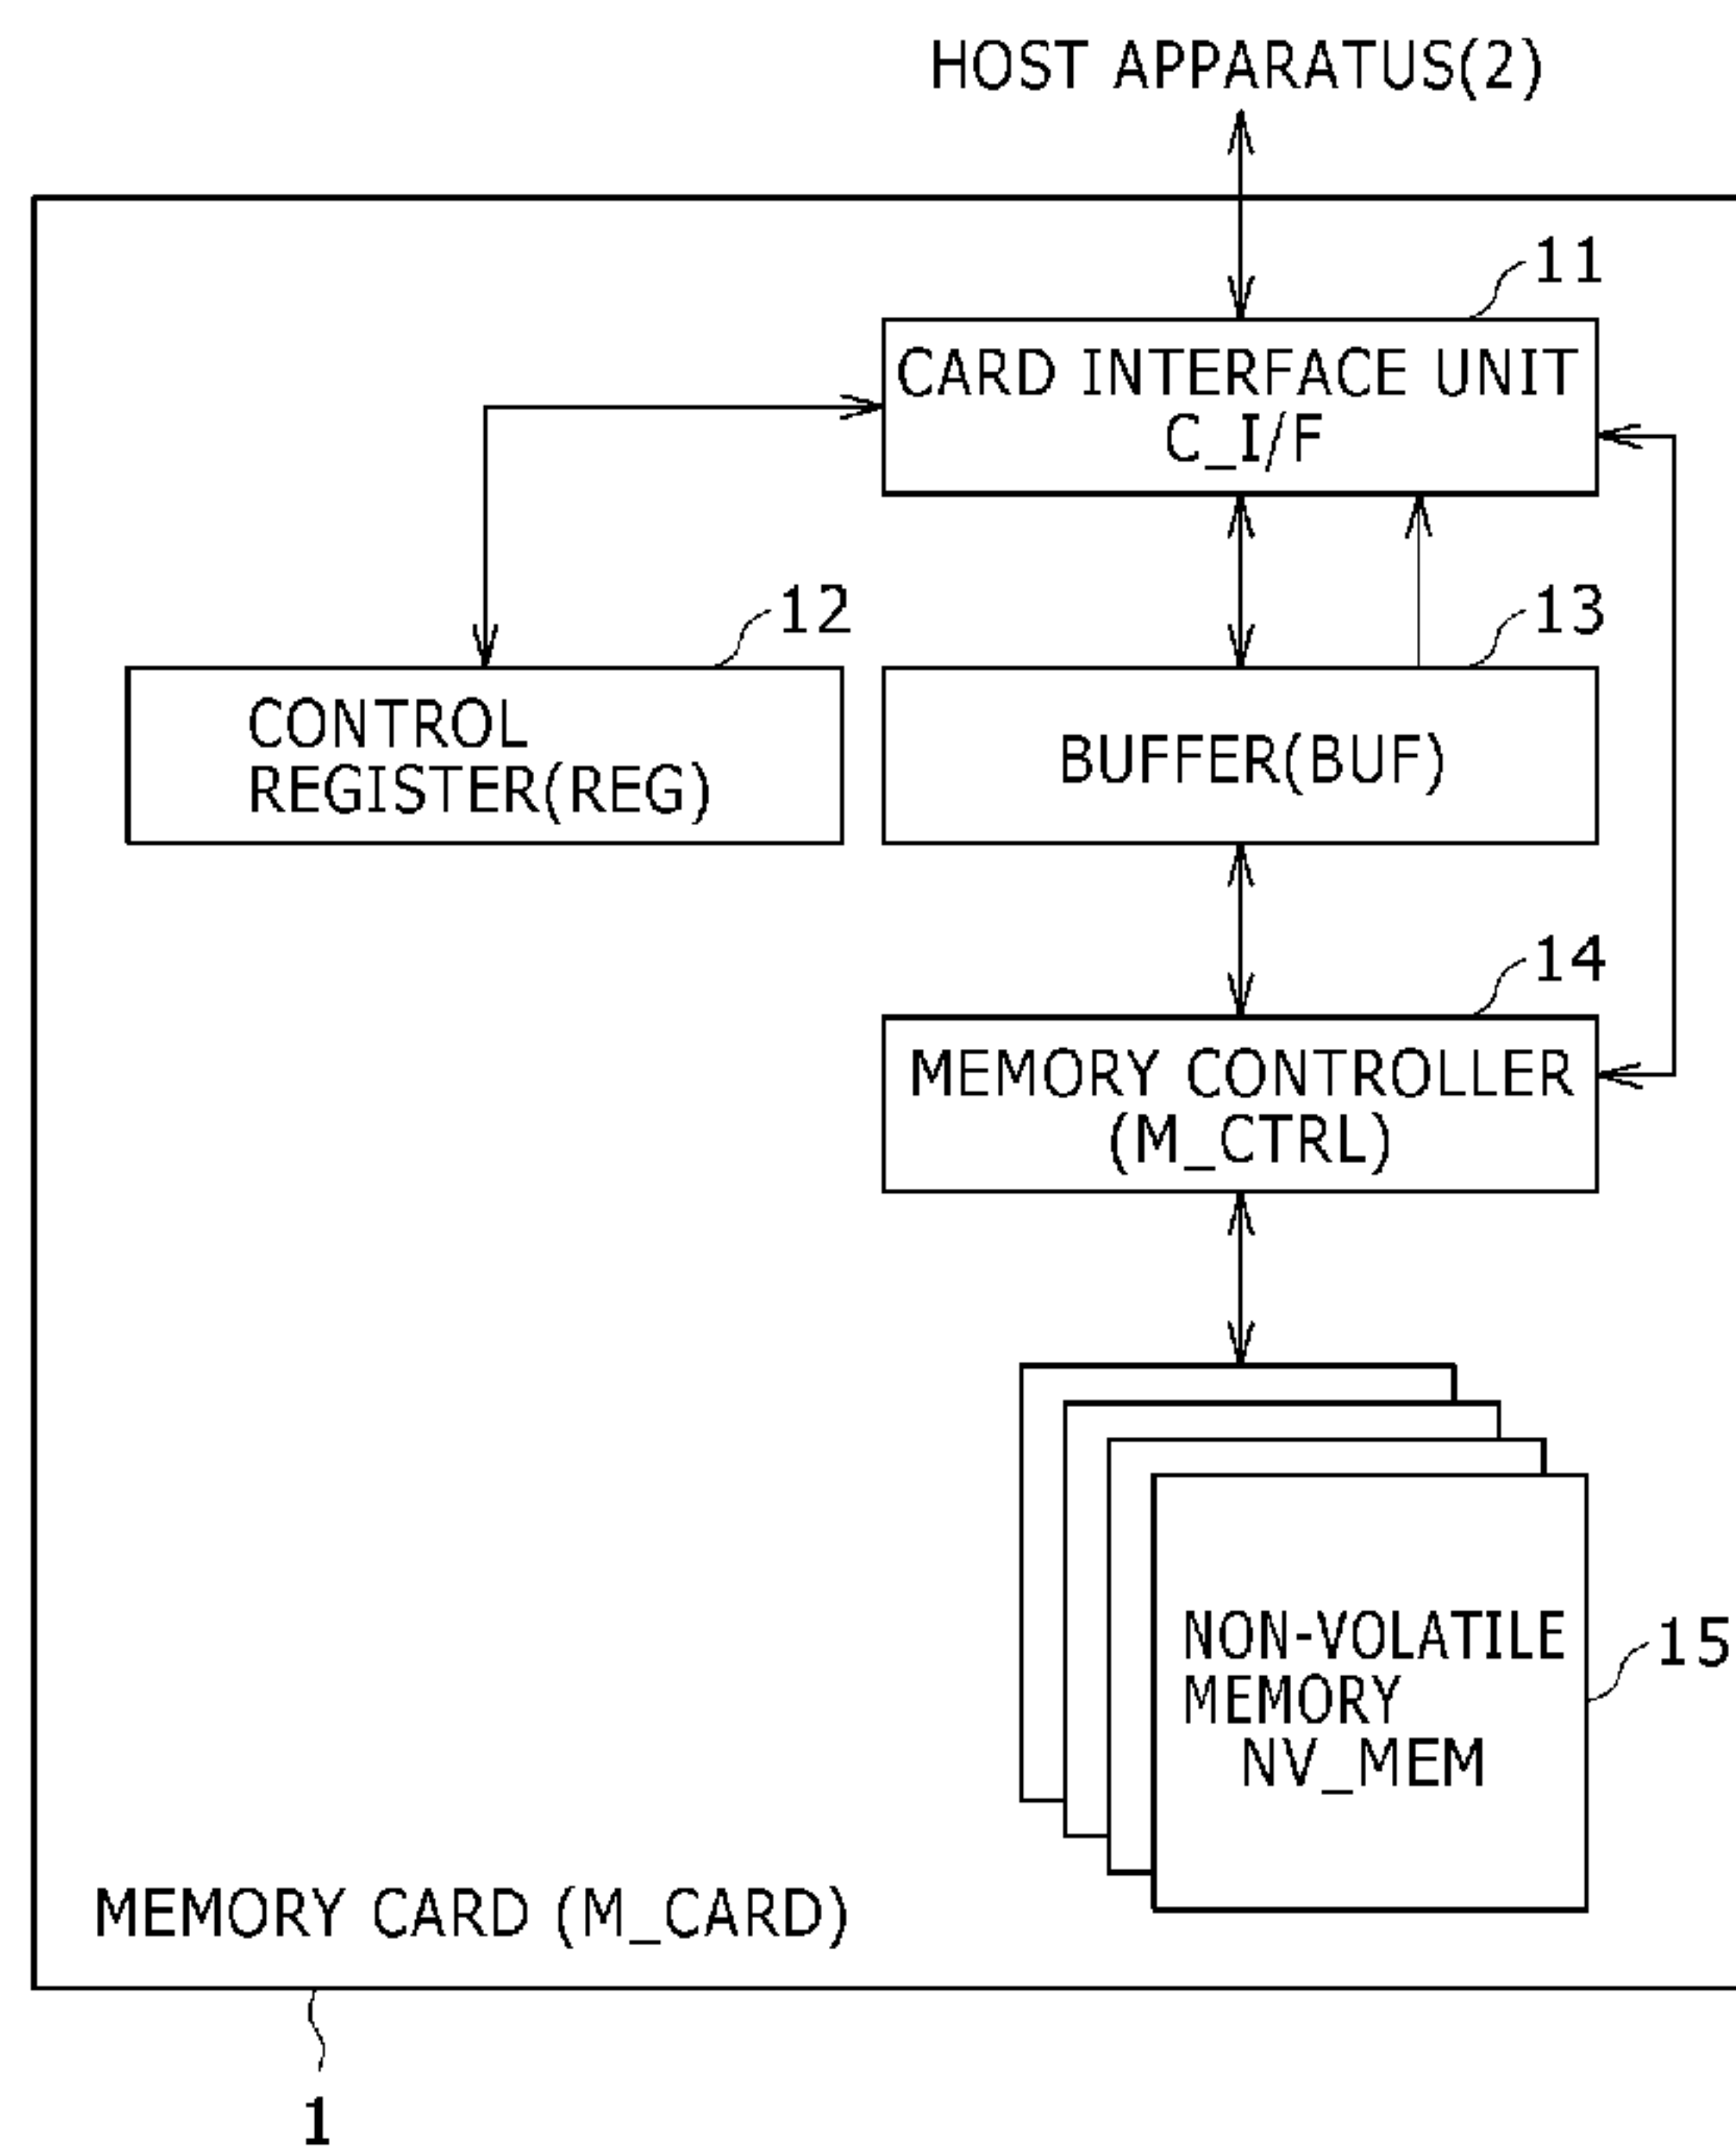 HOST APPARATUS(2)
11
CARD INTERFACE UNIT
C_I/F
12
13
CONTROL
REGISTER(REG)
BUFFER(BUF)
14
MEMORY CONTROLLER
(M_CTRL)
NON-VOLATILE
MEMORY
NV_MEM
15
MEMORY CARD (M_CARD)
1